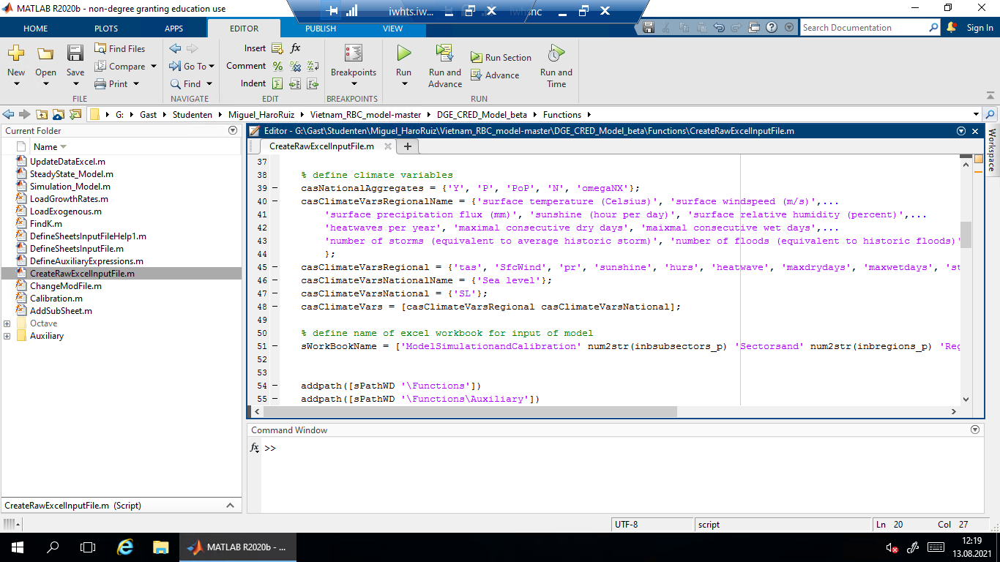 MATLAB R2020b - non-degree granting education use
iwhts.iw...
HOME PLOTS APPS EDITOR PUBLISH VIEW
Search Documentation
Sign In
New
Open
Save
Find Files
Compare
Print
FILE
Go To
Find
NAVIGATE
Insert
Comment
Indent
EDIT
Breakpoints
BREAKPOINTS
Run
Run and Advance
Run Section
Advance
Run and Time
RUN
G: Gast Studenten Miguel_HaroRuiz Vietnam_RBC_model-master DGE_CRED_Model_beta Functions
Current Folder
Name
UpdateDataExcel.m
SteadyState_Model.m
Simulation_Model.m
LoadGrowthRates.m
LoadExogenous.m
FindK.m
DefineSheetsInputFileHelp1.m
DefineSheetsInputFile.m
DefineAuxiliaryExpressions.m
CreateRawExcelInputFile.m
ChangeModFile.m
Calibration.m
AddSubSheet.m
Octave
Auxiliary
CreateRawExcelInputFile.m (Script)
Editor - G:\Gast\Studenten\Miguel_HaroRuiz\Vietnam_RBC_model-master\DGE_CRED_Model_beta\Functions\CreateRawExcelInputFile.m
CreateRawExcelInputFile.m
37
38 % define climate variables
39 casNationalAggregates = {'Y', 'P', 'PoP', 'N', 'omegaNX'};
40 casClimateVarsRegionalName = {'surface temperature (Celsius)', 'surface windspeed (m/s)',...
41 'surface precipitation flux (mm)', 'sunshine (hour per day)', 'surface relative humidity (percent)',...
42 'heatwaves per year', 'maximal consecutive dry days', 'maixmal consecutive wet days',...
43 'number of storms (equivalent to average historic storm)', 'number of floods (equivalent to historic floods)'
44 };
45 casClimateVarsRegional = {'tas', 'SfcWind', 'pr', 'sunshine', 'hurs', 'heatwave', 'maxdrydays', 'maxwetdays', 'st
46 casClimateVarsNationalName = {'Sea level'};
47 casClimateVarsNational = {'SL'};
48 casClimateVars = [casClimateVarsRegional casClimateVarsNational];
49
50 % define name of excel workbook for input of model
51 sWorkBookName = ['ModelSimulationandCalibration' num2str(inbsubsectors_p) 'Sectorsand' num2str(inbregions_p) 'Reg
52
53
54 addpath([sPathWD '\Functions'])
55 addpath([sPathWD '\Functions\Auxiliary'])
Workspace
Command Window
fx >>
UTF-8
script
Ln 20 Col 27
MATLAB R2020b - ...
12:19
13.08.2021